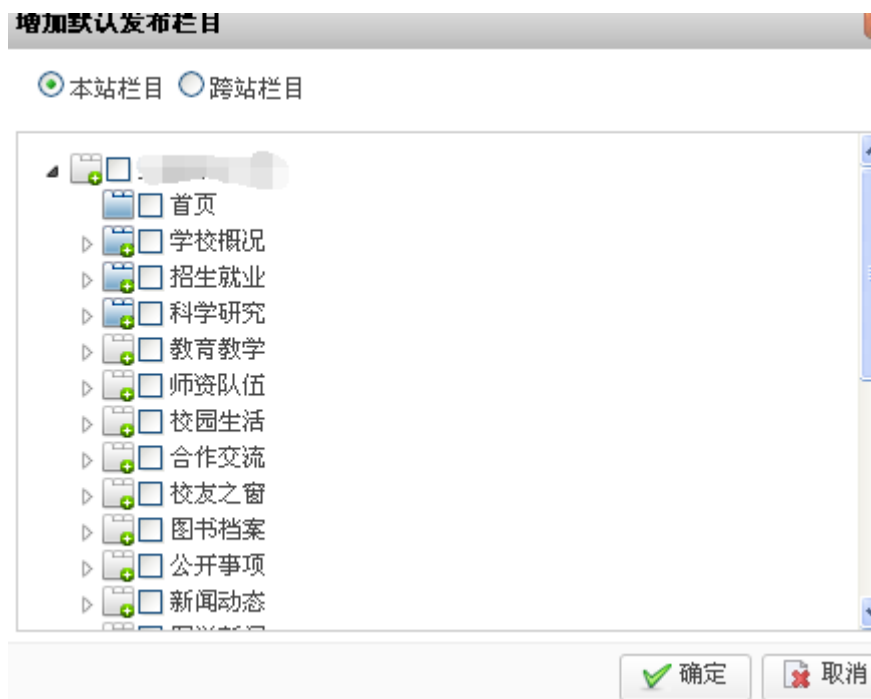 增加默认发布栏目
本站栏目 跨站栏目
首页
学校概况
招生就业
科学研究
教育教学
师资队伍
校园生活
合作交流
校友之窗
图书档案
公开事项
新闻动态
确定 取消